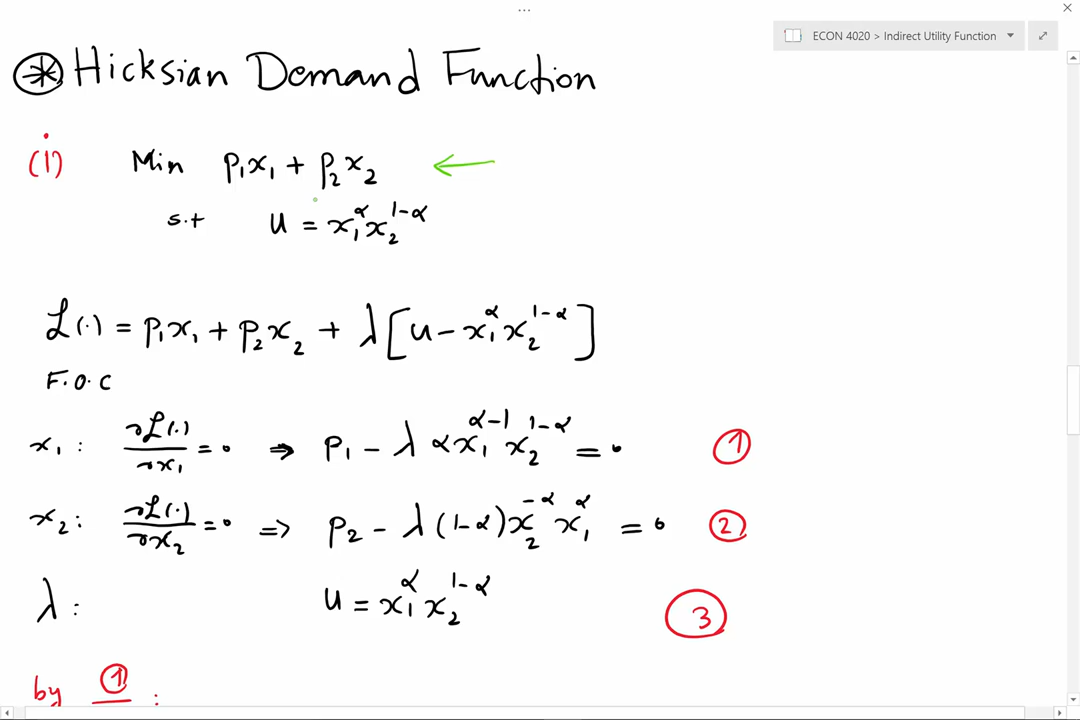 ECON 4020 > Indirect Utility Function
⊛ Hicksian Demand Function
(i) Min p₁x₁ + p₂x₂ ←
s.t u = x₁^α x₂^(1-α)
ℒ(·) = p₁x₁ + p₂x₂ + λ[u - x₁^α x₂^(1-α)]
F.O.C
x₁: ∂ℒ(·)/∂x₁ = 0 ⇒ p₁ - λ α x₁^(α-1) x₂^(1-α) = 0 ①
x₂: ∂ℒ(·)/∂x₂ = 0 ⇒ p₂ - λ (1-α) x₂^(-α) x₁^α = 0 ②
λ: u = x₁^α x₂^(1-α) ③
by ① :